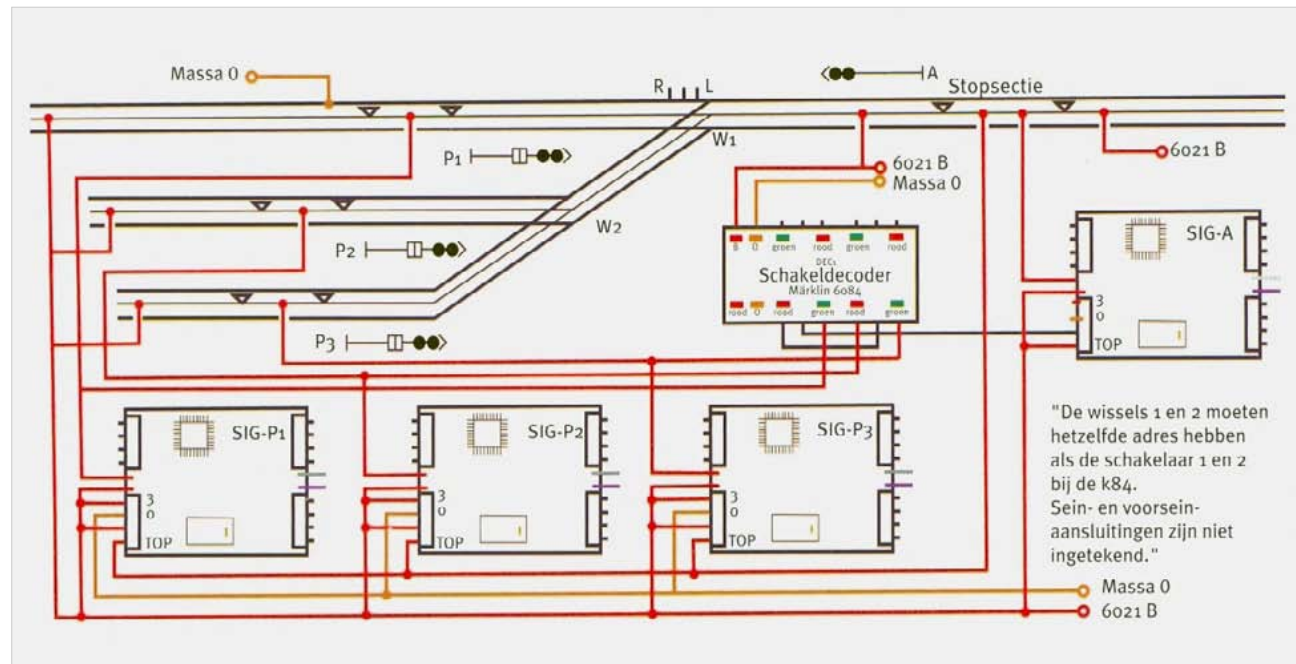 Massa 0
R L
A
Stopsectie
P1
W1
6021 B
Massa 0
6021 B
P2
W2
SIG-A
B O groen rood groen rood
DEC1
Schakeldecoder
Märklin 6084
rood O rood groen rood groen
3
0
TOP
P3
SIG-P1
3
0
TOP
SIG-P2
3
0
TOP
SIG-P3
3
0
TOP
"De wissels 1 en 2 moeten
hetzelfde adres hebben
als de schakelaar 1 en 2
bij de k84.
Sein- en voorsein-
aansluitingen zijn niet
ingetekend."
Massa 0
6021 B